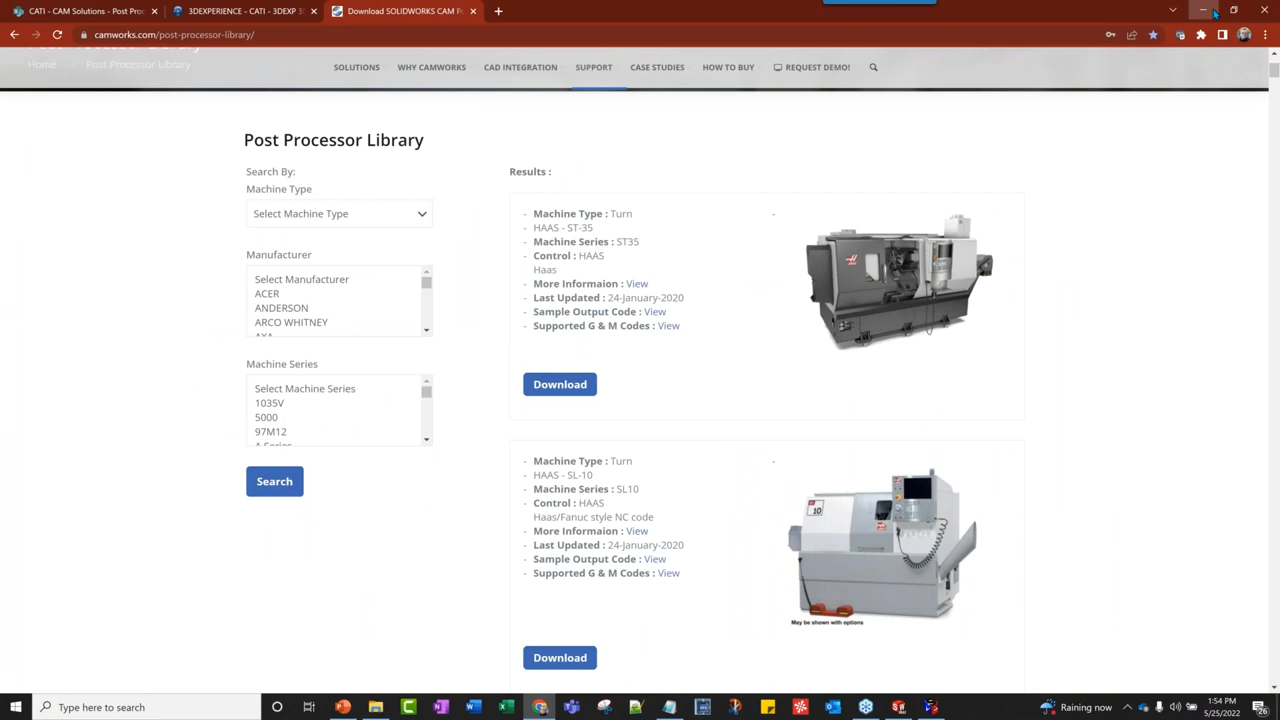 CATI - CAM Solutions - Post Proc
3DEXPERIENCE - CATI - 3DEXP 3
Download SOLIDWORKS CAM Po
camworks.com/post-processor-library/
Home
Post Processor Library
SOLUTIONS
WHY CAMWORKS
CAD INTEGRATION
SUPPORT
CASE STUDIES
HOW TO BUY
REQUEST DEMO!
Post Processor Library
Search By:
Machine Type
Select Machine Type
Manufacturer
Select Manufacturer
ACER
ANDERSON
ARCO WHITNEY
AXA
Machine Series
Select Machine Series
1035V
5000
97M12
A Series
Search
Results :
- Machine Type : Turn
- HAAS - ST-35
- Machine Series : ST35
- Control : HAAS
Haas
- More Informaion : View
- Last Updated : 24-January-2020
- Sample Output Code : View
- Supported G & M Codes : View
-
Download
- Machine Type : Turn
- HAAS - SL-10
- Machine Series : SL10
- Control : HAAS
Haas/Fanuc style NC code
- More Informaion : View
- Last Updated : 24-January-2020
- Sample Output Code : View
- Supported G & M Codes : View
-
10
May be shown with options
Download
Type here to search
Raining now
1:54 PM
5/25/2022
26